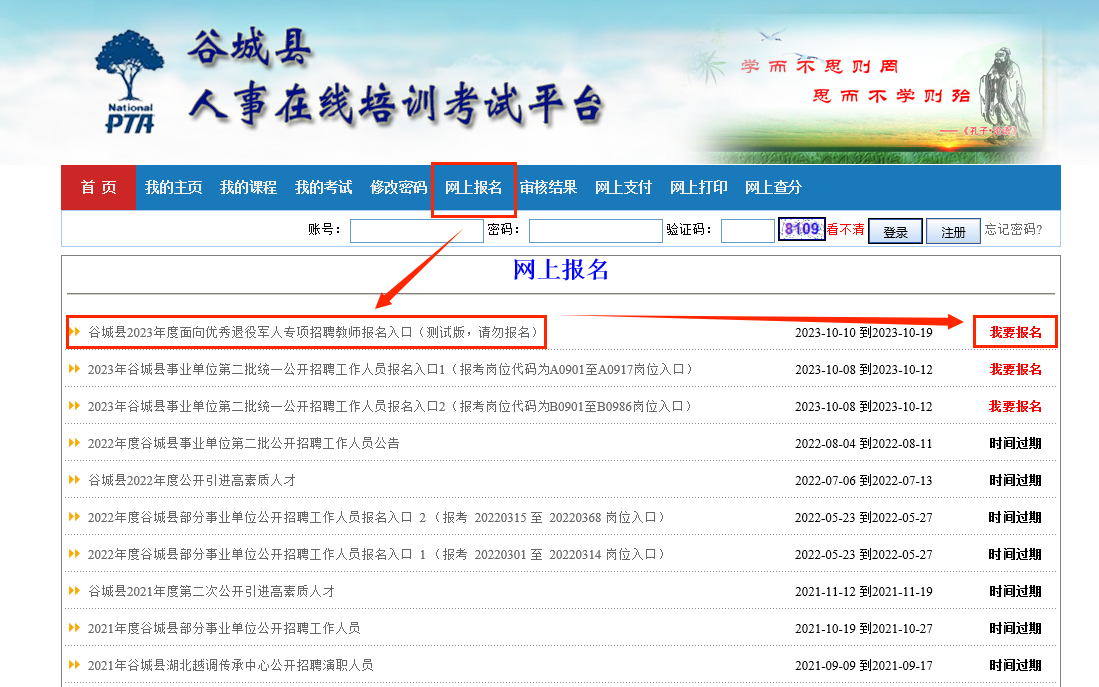 谷城县
人事在线培训考试平台
National
PTA
学而不思则罔
思而不学则殆
——《孔子·论语》
首 页 我的主页 我的课程 我的考试 修改密码 网上报名 审核结果 网上支付 网上打印 网上查分
账号： 密码： 验证码： 8109 看不清 登录 注册 忘记密码?
网上报名
谷城县2023年度面向优秀退役军人专项招聘教师报名入口（测试版，请勿报名） 2023-10-10 到2023-10-19 我要报名
2023年谷城县事业单位第二批统一公开招聘工作人员报名入口1（报考岗位代码为A0901至A0917岗位入口） 2023-10-08 到2023-10-12 我要报名
2023年谷城县事业单位第二批统一公开招聘工作人员报名入口2（报考岗位代码为B0901至B0986岗位入口） 2023-10-08 到2023-10-12 我要报名
2022年度谷城县事业单位第二批公开招聘工作人员公告 2022-08-04 到2022-08-11 时间过期
谷城县2022年度公开引进高素质人才 2022-07-06 到2022-07-13 时间过期
2022年度谷城县部分事业单位公开招聘工作人员报名入口 2 （报考 20220315 至 20220368 岗位入口） 2022-05-23 到2022-05-27 时间过期
2022年度谷城县部分事业单位公开招聘工作人员报名入口 1 （报考 20220301 至 20220314 岗位入口） 2022-05-23 到2022-05-27 时间过期
谷城县2021年度第二次公开引进高素质人才 2021-11-12 到2021-11-19 时间过期
2021年度谷城县部分事业单位公开招聘工作人员 2021-10-19 到2021-10-27 时间过期
2021年谷城县湖北越调传承中心公开招聘演职人员 2021-09-09 到2021-09-17 时间过期